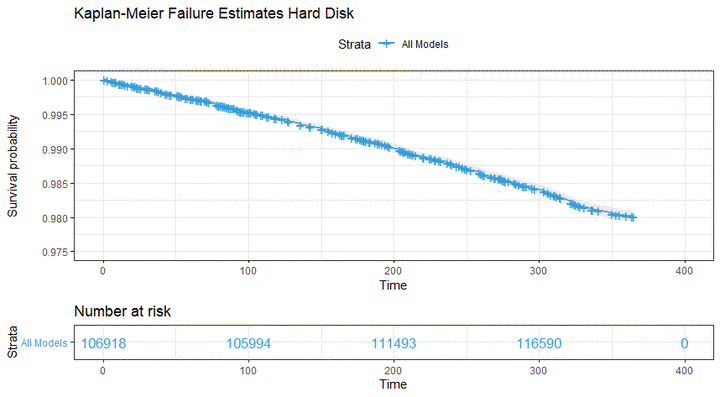 Kaplan-Meier Failure Estimates Hard Disk
Strata All Models
Survival probability
1.000
0.995
0.990
0.985
0.980
0.975
0 100 200 300 400
Time
Number at risk
Strata
All Models 106918 105994 111493 116590 0
0 100 200 300 400
Time